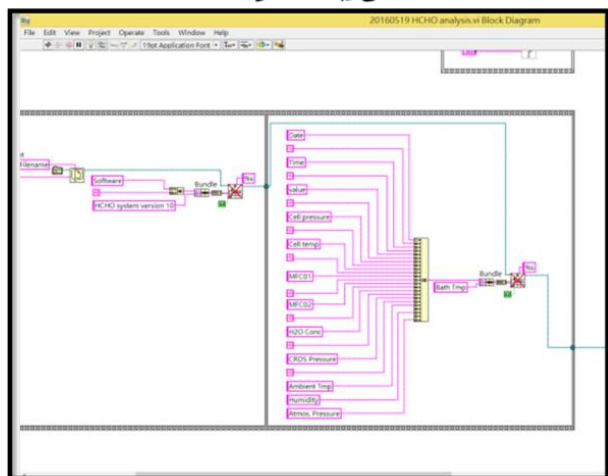 20160519 HCHO analysis.vi Block Diagram
File Edit View Project Operate Tools Window Help
19pt Application Font
Filename
Software
HCHO system version 10
Bundle
%s
Date
Time
Value
Cell pressure
Cell temp
MFC01
MFC02
H2O Conc
CRDS Pressure
Ambient Tmp
Humidity
Atmos. Pressure
Bath Tmp
Bundle
%s